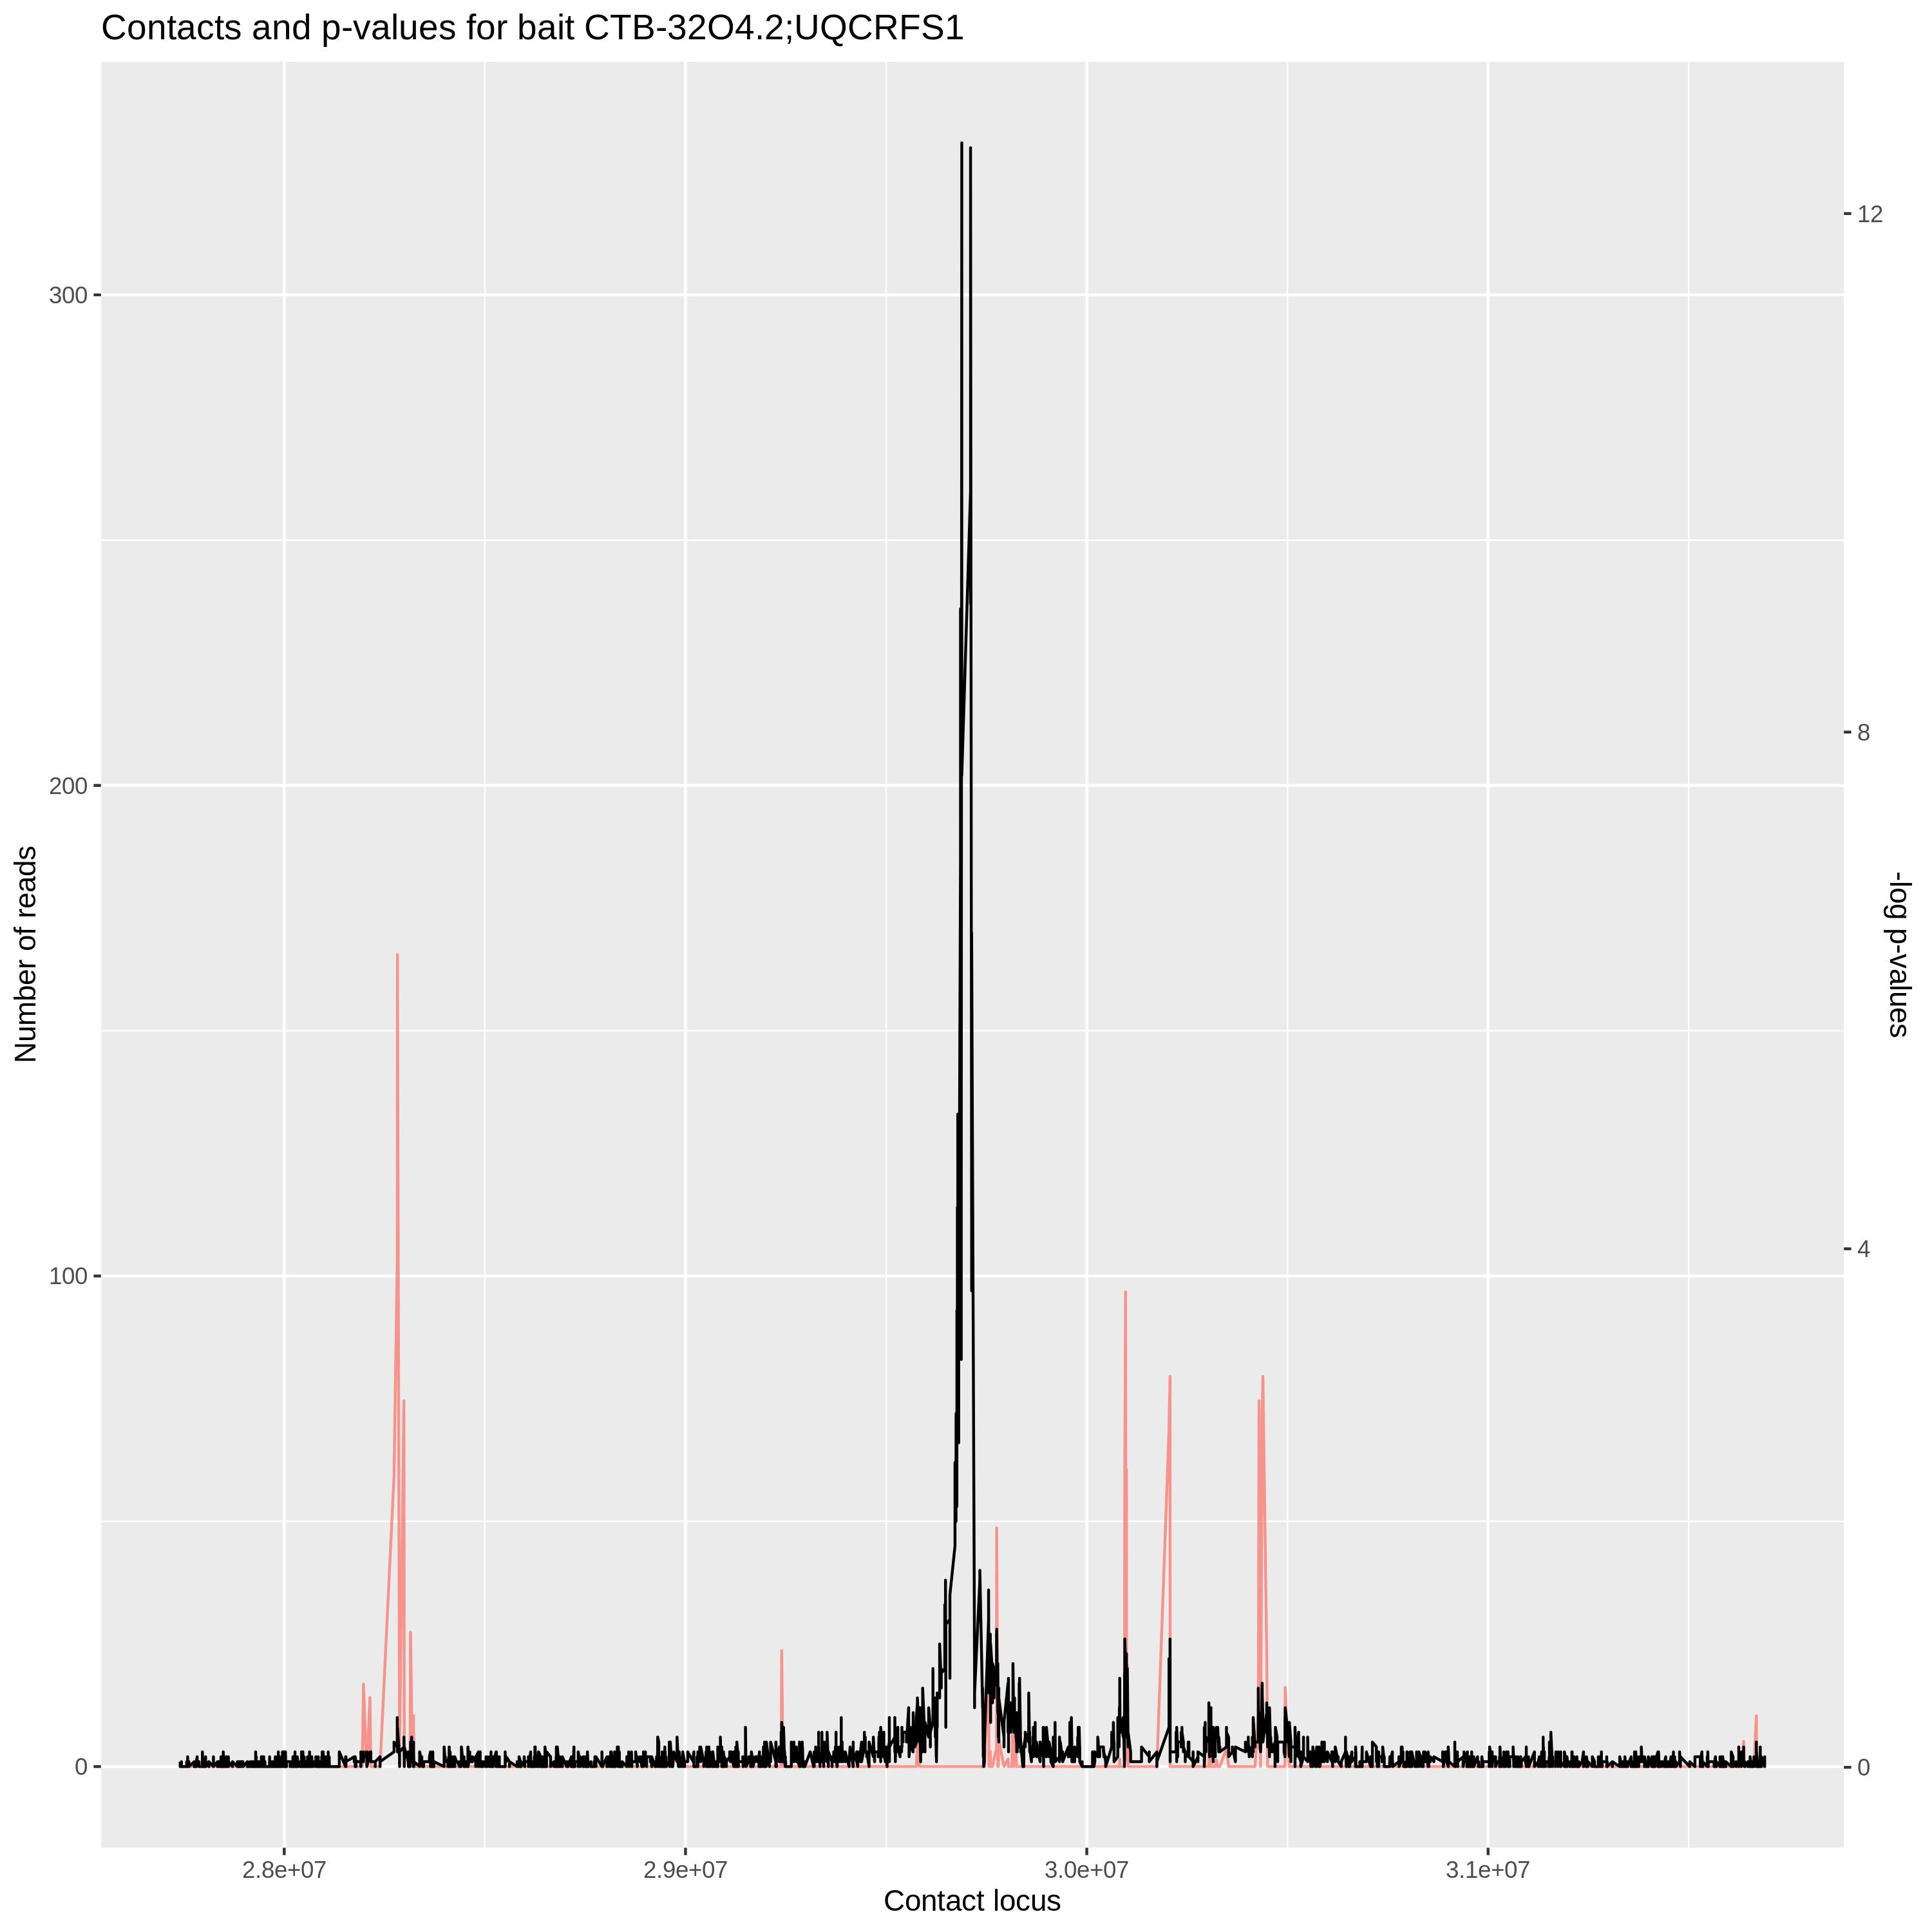 Contacts and p-values for bait CTB-32O4.2;UQCRFS1
Number of reads
300
200
100
0
12
8
4
0
-log p-values
2.8e+07
2.9e+07
3.0e+07
3.1e+07
Contact locus